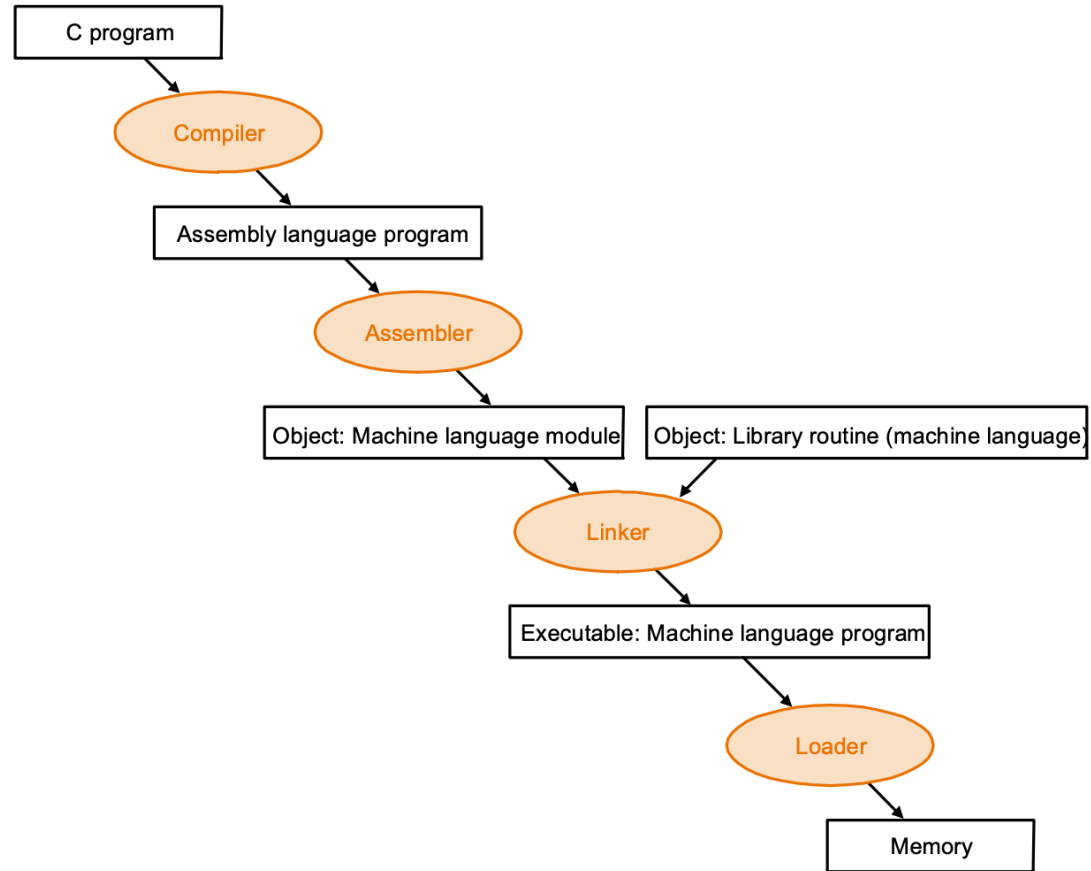 C program
Compiler
Assembly language program
Assembler
Object: Machine language module
Object: Library routine (machine language)
Linker
Executable: Machine language program
Loader
Memory